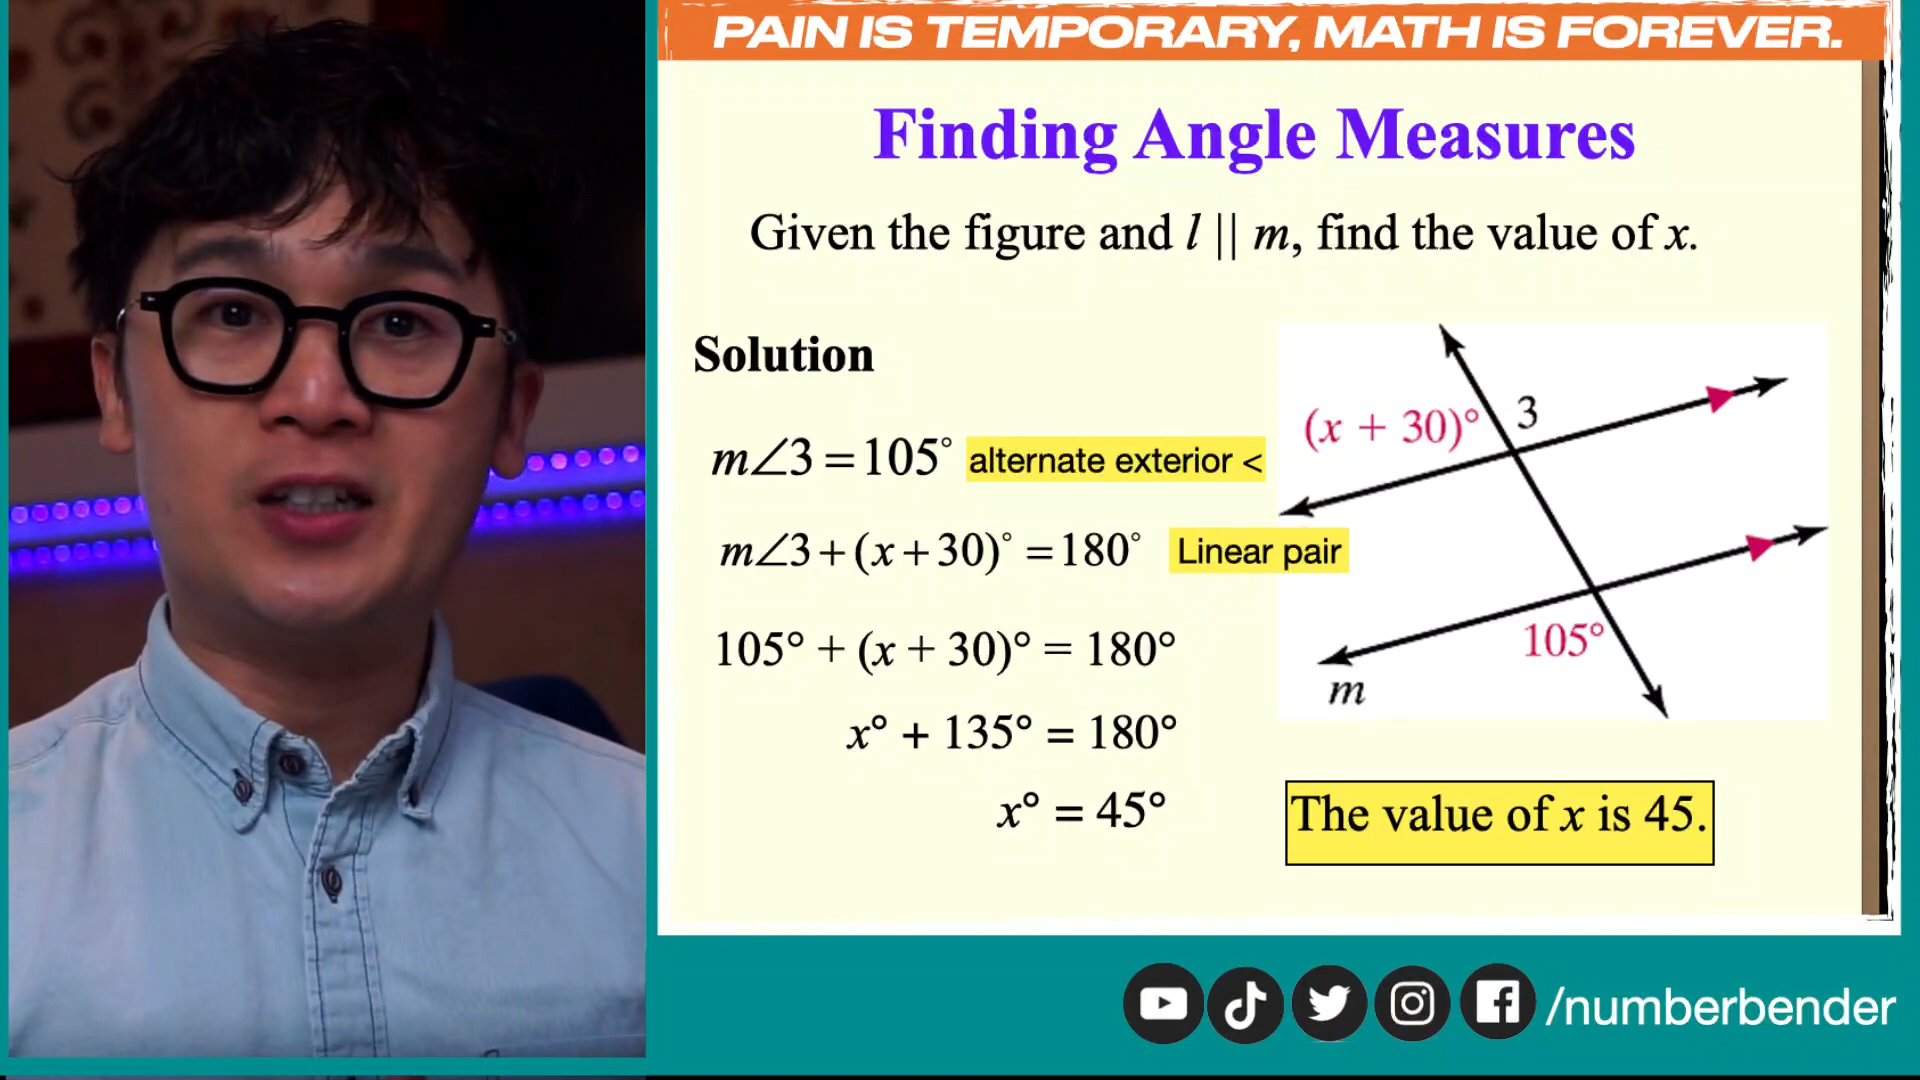 PAIN IS TEMPORARY, MATH IS FOREVER.
Finding Angle Measures
Given the figure and l || m, find the value of x.
Solution
m∠3 = 105° alternate exterior <
m∠3 + (x + 30)° = 180° Linear pair
105° + (x + 30)° = 180°
x° + 135° = 180°
x° = 45°
(x + 30)°
3
105°
m
The value of x is 45.
/numberbender